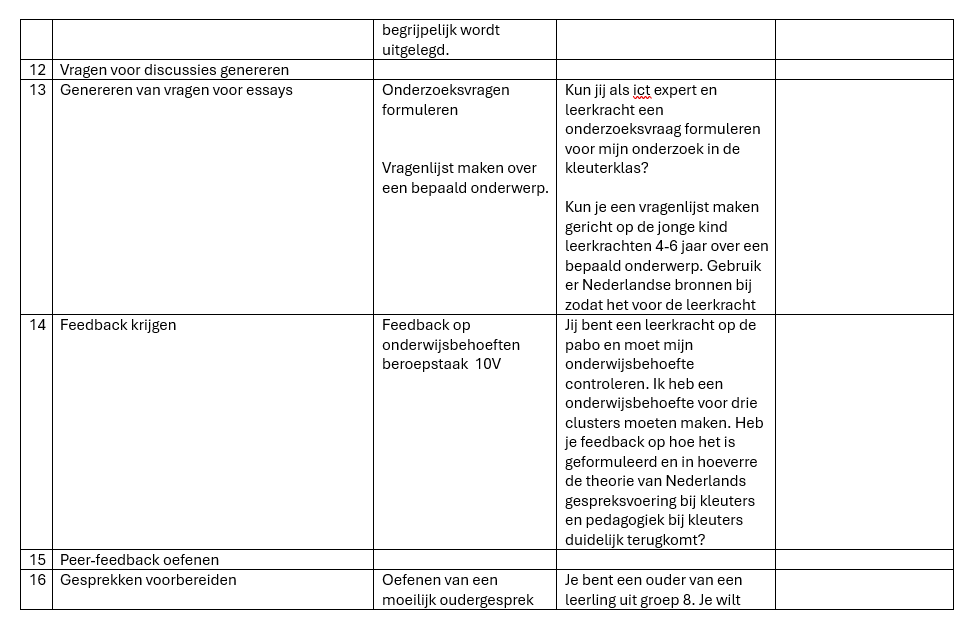 begrijpelijk wordt
uitgelegd.
12 Vragen voor discussies genereren
13 Genereren van vragen voor essays
Onderzoeksvragen
formuleren
Vragenlijst maken over
een bepaald onderwerp.
Kun jij als ict expert en
leerkracht een
onderzoeksvraag formuleren
voor mijn onderzoek in de
kleuterklas?
Kun je een vragenlijst maken
gericht op de jonge kind
leerkrachten 4-6 jaar over een
bepaald onderwerp. Gebruik
er Nederlandse bronnen bij
zodat het voor de leerkracht
14 Feedback krijgen
Feedback op
onderwijsbehoeften
beroepstaak  10V
Jij bent een leerkracht op de
pabo en moet mijn
onderwijsbehoefte
controleren. Ik heb een
onderwijsbehoefte voor drie
clusters moeten maken. Heb
je feedback op hoe het is
geformuleerd en in hoeverre
de theorie van Nederlands
gespreksvoering bij kleuters
en pedagogiek bij kleuters
duidelijk terugkomt?
15 Peer-feedback oefenen
16 Gesprekken voorbereiden
Oefenen van een
moeilijk oudergesprek
Je bent een ouder van een
leerling uit groep 8. Je wilt